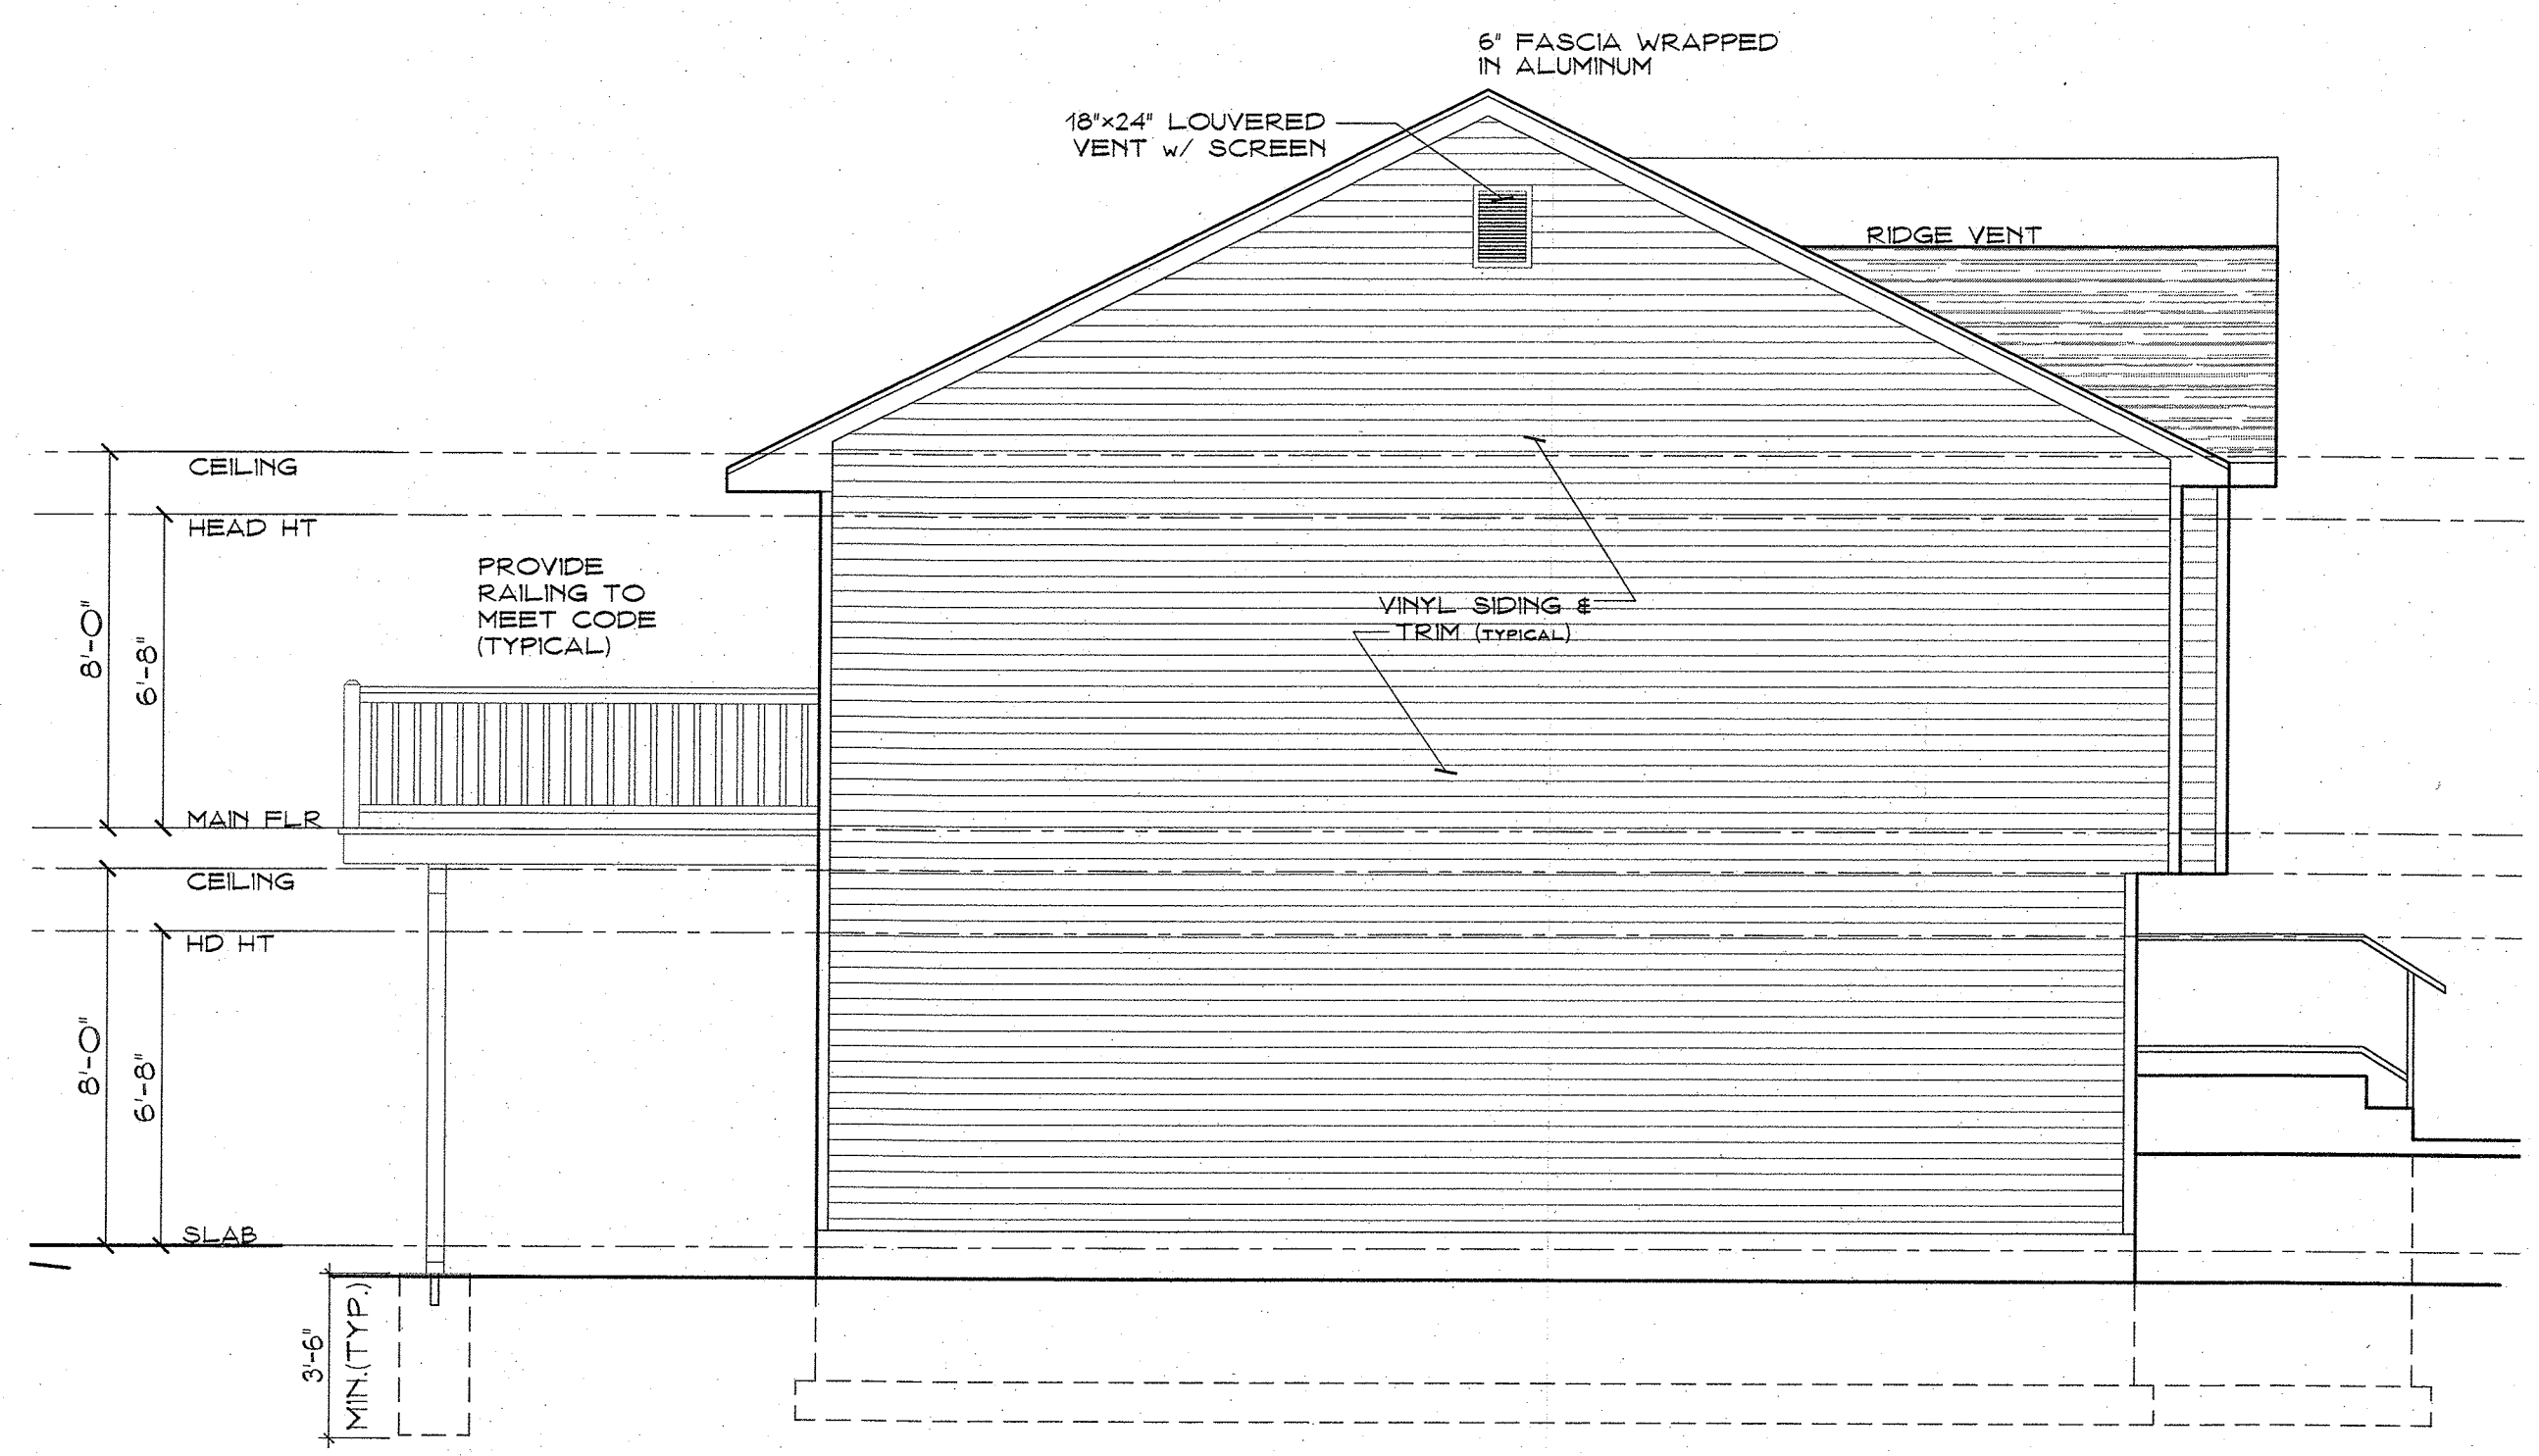 6" FASCIA WRAPPED
IN ALUMINUM
18"x24" LOUVERED
VENT w/ SCREEN
RIDGE VENT
CEILING
HEAD HT
PROVIDE
RAILING TO
MEET CODE
(TYPICAL)
8'-0"
6'-8"
VINYL SIDING &
TRIM (TYPICAL)
MAIN FLR
CEILING
HD HT
8'-0"
6'-8"
SLAB
3'-6"
MIN.(TYP.)